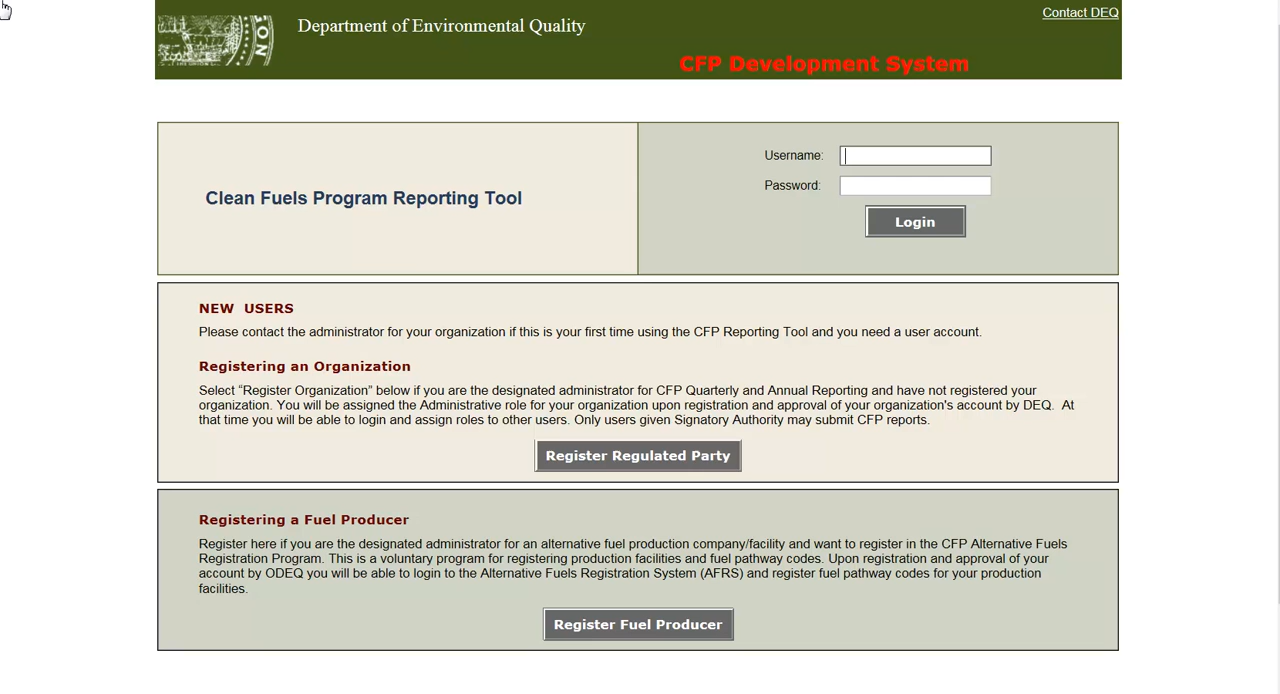 Contact DEQ
Department of Environmental Quality
CFP Development System
Username:
Password:
Clean Fuels Program Reporting Tool
Login
NEW USERS
Please contact the administrator for your organization if this is your first time using the CFP Reporting Tool and you need a user account.
Registering an Organization
Select “Register Organization” below if you are the designated administrator for CFP Quarterly and Annual Reporting and have not registered your
organization. You will be assigned the Administrative role for your organization upon registration and approval of your organization's account by DEQ. At
that time you will be able to login and assign roles to other users. Only users given Signatory Authority may submit CFP reports.
Register Regulated Party
Registering a Fuel Producer
Register here if you are the designated administrator for an alternative fuel production company/facility and want to register in the CFP Alternative Fuels
Registration Program. This is a voluntary program for registering production facilities and fuel pathway codes. Upon registration and approval of your
account by ODEQ you will be able to login to the Alternative Fuels Registration System (AFRS) and register fuel pathway codes for your production
facilities.
Register Fuel Producer